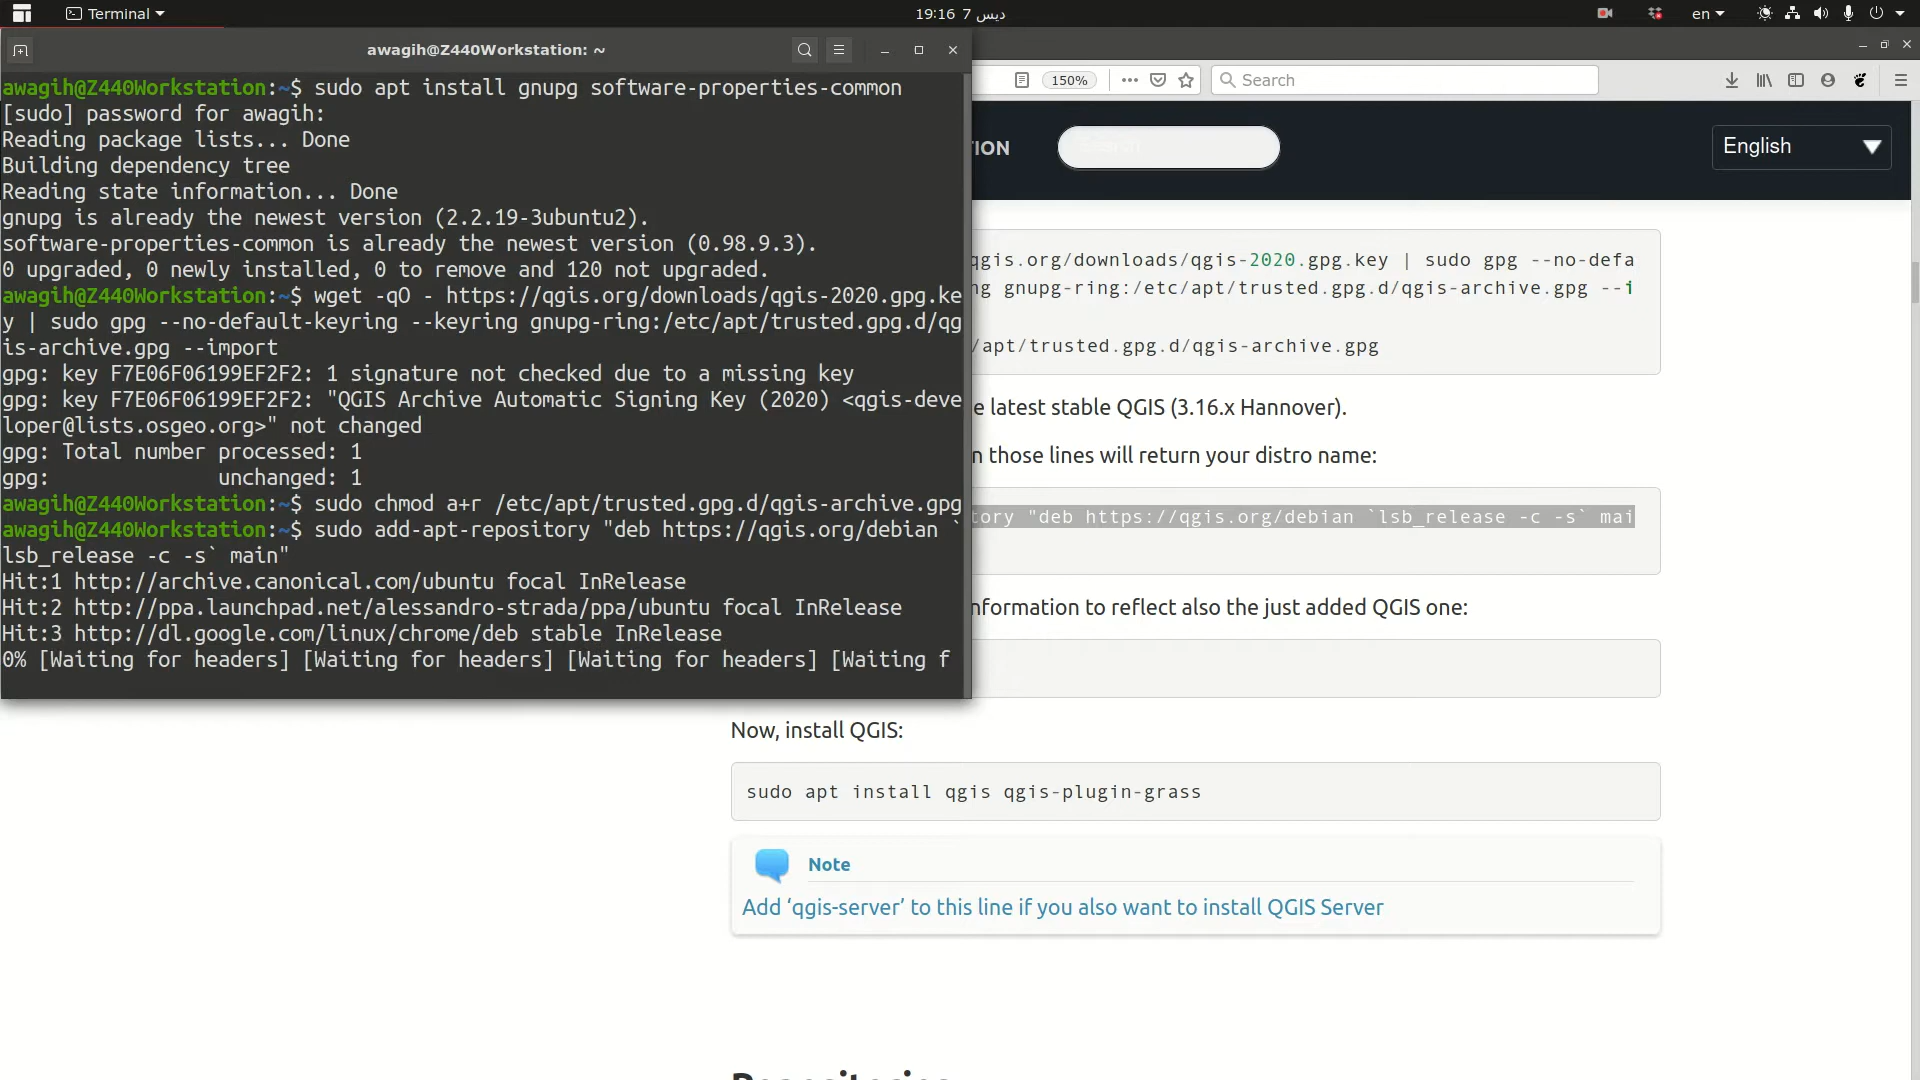 Terminal
19:16 7 ديس
en
awagih@Z440Workstation: ~
150%
Search
awagih@Z440Workstation:~$ sudo apt install gnupg software-properties-common
[sudo] password for awagih:
Reading package lists... Done
Building dependency tree
Reading state information... Done
gnupg is already the newest version (2.2.19-3ubuntu2).
software-properties-common is already the newest version (0.98.9.3).
0 upgraded, 0 newly installed, 0 to remove and 120 not upgraded.
awagih@Z440Workstation:~$ wget -qO - https://qgis.org/downloads/qgis-2020.gpg.ke
y | sudo gpg --no-default-keyring --keyring gnupg-ring:/etc/apt/trusted.gpg.d/qg
is-archive.gpg --import
gpg: key F7E06F06199EF2F2: 1 signature not checked due to a missing key
gpg: key F7E06F06199EF2F2: "QGIS Archive Automatic Signing Key (2020) <qgis-deve
loper@lists.osgeo.org>" not changed
gpg: Total number processed: 1
gpg:              unchanged: 1
awagih@Z440Workstation:~$ sudo chmod a+r /etc/apt/trusted.gpg.d/qgis-archive.gpg
awagih@Z440Workstation:~$ sudo add-apt-repository "deb https://qgis.org/debian `
lsb_release -c -s` main"
Hit:1 http://archive.canonical.com/ubuntu focal InRelease
Hit:2 http://ppa.launchpad.net/alessandro-strada/ppa/ubuntu focal InRelease
Hit:3 http://dl.google.com/linux/chrome/deb stable InRelease
0% [Waiting for headers] [Waiting for headers] [Waiting for headers] [Waiting f
ION
Search
English
qgis.org/downloads/qgis-2020.gpg.key | sudo gpg --no-defa
ng gnupg-ring:/etc/apt/trusted.gpg.d/qgis-archive.gpg --i
/apt/trusted.gpg.d/qgis-archive.gpg
e latest stable QGIS (3.16.x Hannover).
n those lines will return your distro name:
tory "deb https://qgis.org/debian `lsb_release -c -s` mai
nformation to reflect also the just added QGIS one:
Now, install QGIS:
sudo apt install qgis qgis-plugin-grass
Note
Add ‘qgis-server’ to this line if you also want to install QGIS Server